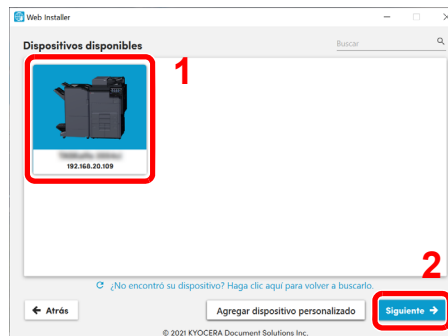 Web Installer
Dispositivos disponibles
Buscar
1
192.168.20.109
2
¿No encontró su dispositivo? Haga clic aquí para volver a buscarlo.
Atrás
Agregar dispositivo personalizado
Siguiente
© 2021 KYOCERA Document Solutions Inc.